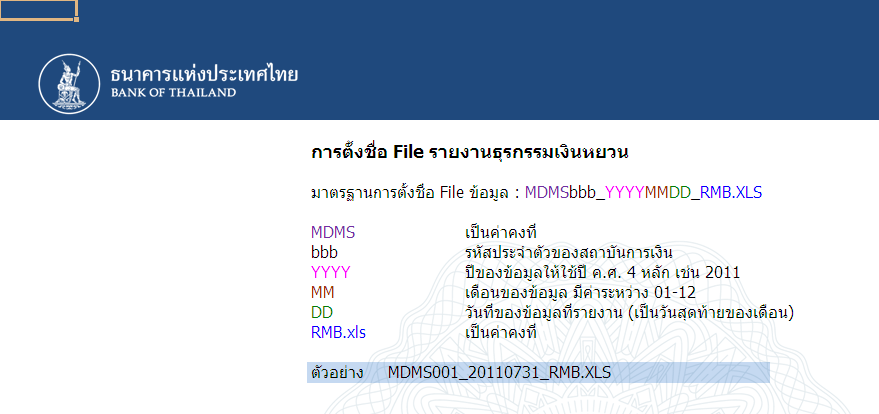 ธนาคารแห่งประเทศไทย
BANK OF THAILAND
การตั้งชื่อ File รายงานธุรกรรมเงินหยวน
มาตรฐานการตั้งชื่อ File ข้อมูล : MDMSbbb_YYYYMMDD_RMB.XLS
MDMS เป็นค่าคงที่
bbb รหัสประจำตัวของสถาบันการเงิน
YYYY ปีของข้อมูลให้ใช้ปี ค.ศ. 4 หลัก เช่น 2011
MM เดือนของข้อมูล มีค่าระหว่าง 01-12
DD วันที่ของข้อมูลที่รายงาน (เป็นวันสุดท้ายของเดือน)
RMB.xls เป็นค่าคงที่
ตัวอย่าง MDMS001_20110731_RMB.XLS